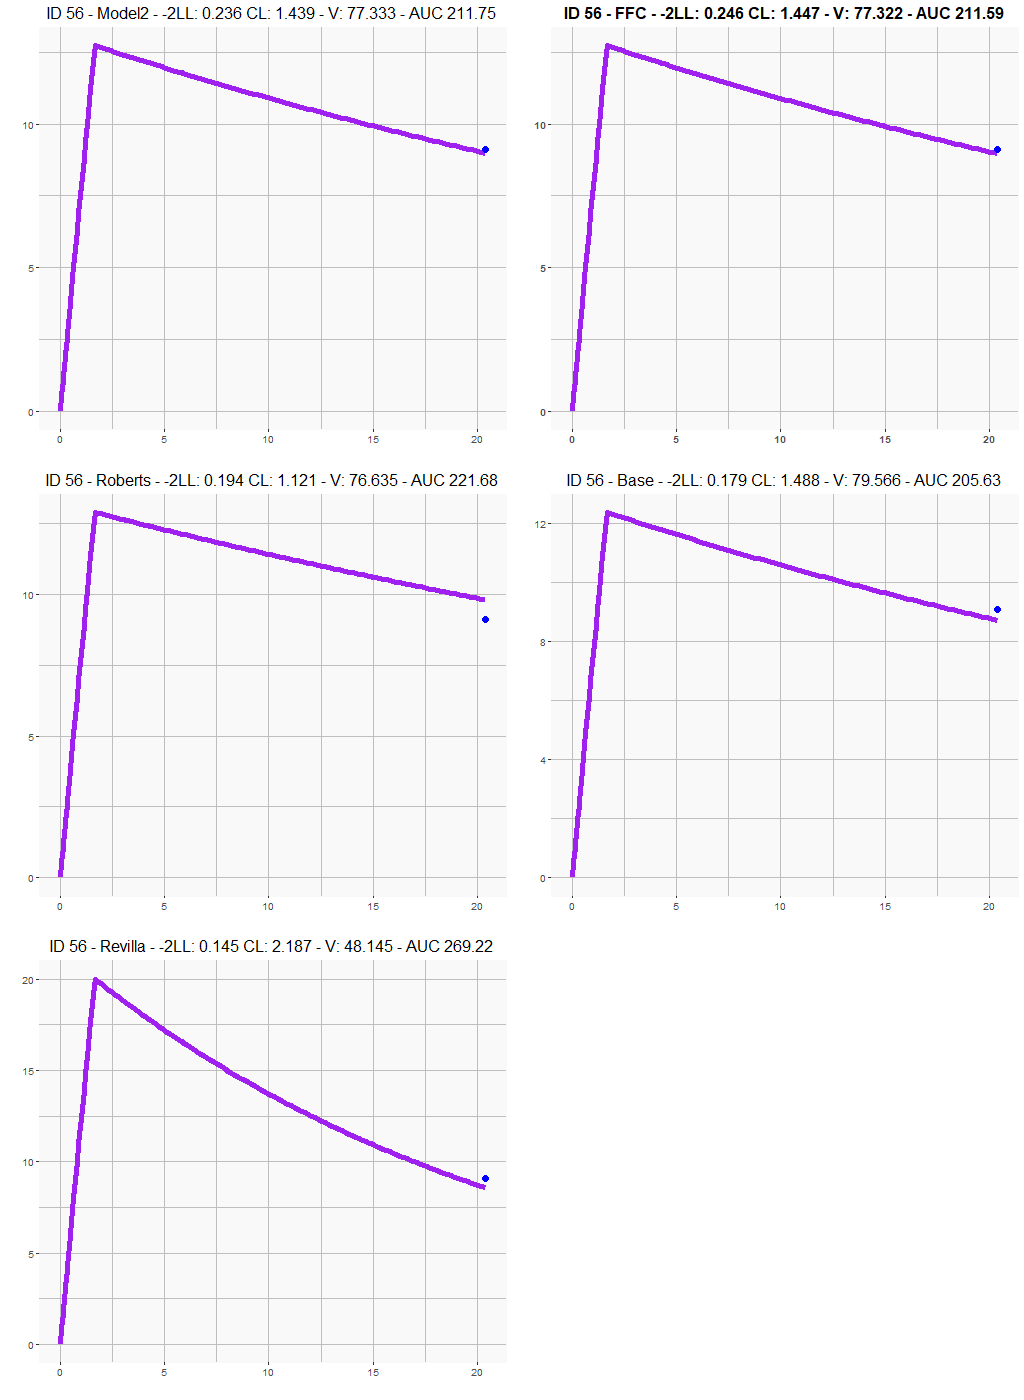 ID 56 - Model2 - -2LL: 0.236 CL: 1.439 - V: 77.333 - AUC 211.75
10
5
0
0 5 10 15 20
ID 56 - FFC - -2LL: 0.246 CL: 1.447 - V: 77.322 - AUC 211.59
10
5
0
0 5 10 15 20
ID 56 - Roberts - -2LL: 0.194 CL: 1.121 - V: 76.635 - AUC 221.68
10
5
0
0 5 10 15 20
ID 56 - Base - -2LL: 0.179 CL: 1.488 - V: 79.566 - AUC 205.63
12
8
4
0
0 5 10 15 20
ID 56 - Revilla - -2LL: 0.145 CL: 2.187 - V: 48.145 - AUC 269.22
20
15
10
5
0
0 5 10 15 20